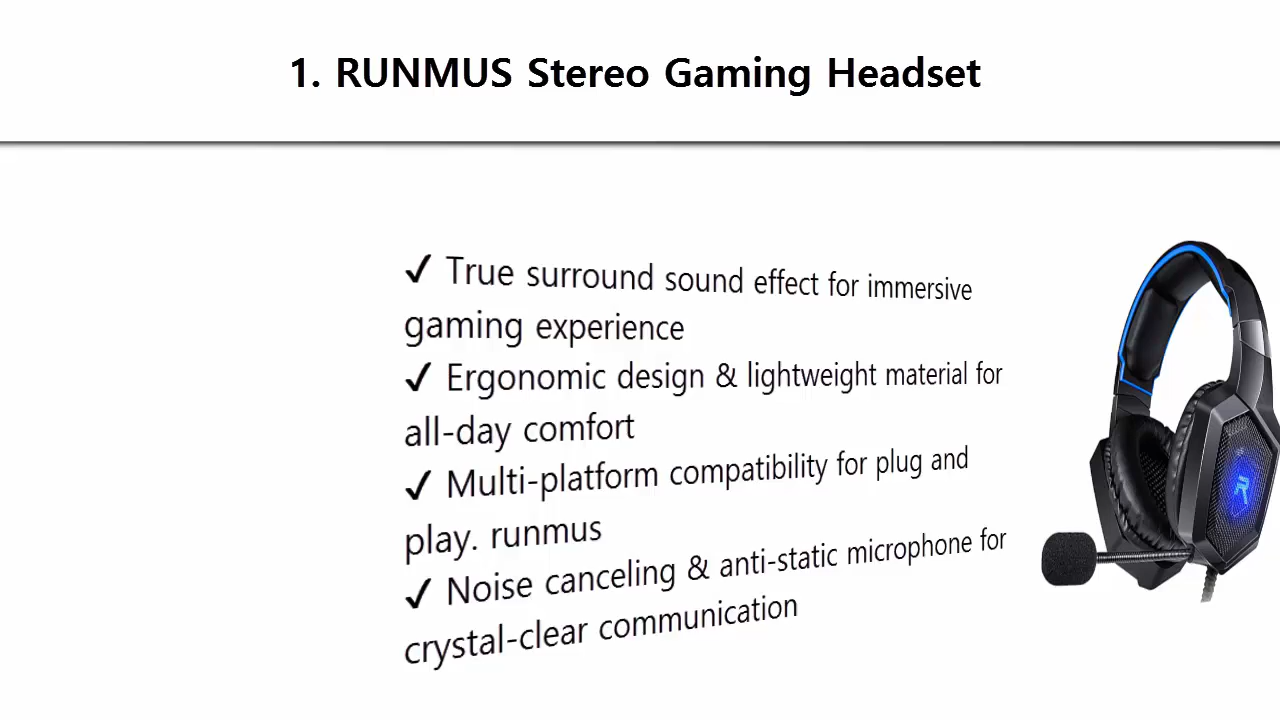 1. RUNMUS Stereo Gaming Headset
✓ True surround sound effect for immersive
gaming experience
✓ Ergonomic design & lightweight material for
all-day comfort
✓ Multi-platform compatibility for plug and
play. runmus
✓ Noise canceling & anti-static microphone for
crystal-clear communication
R